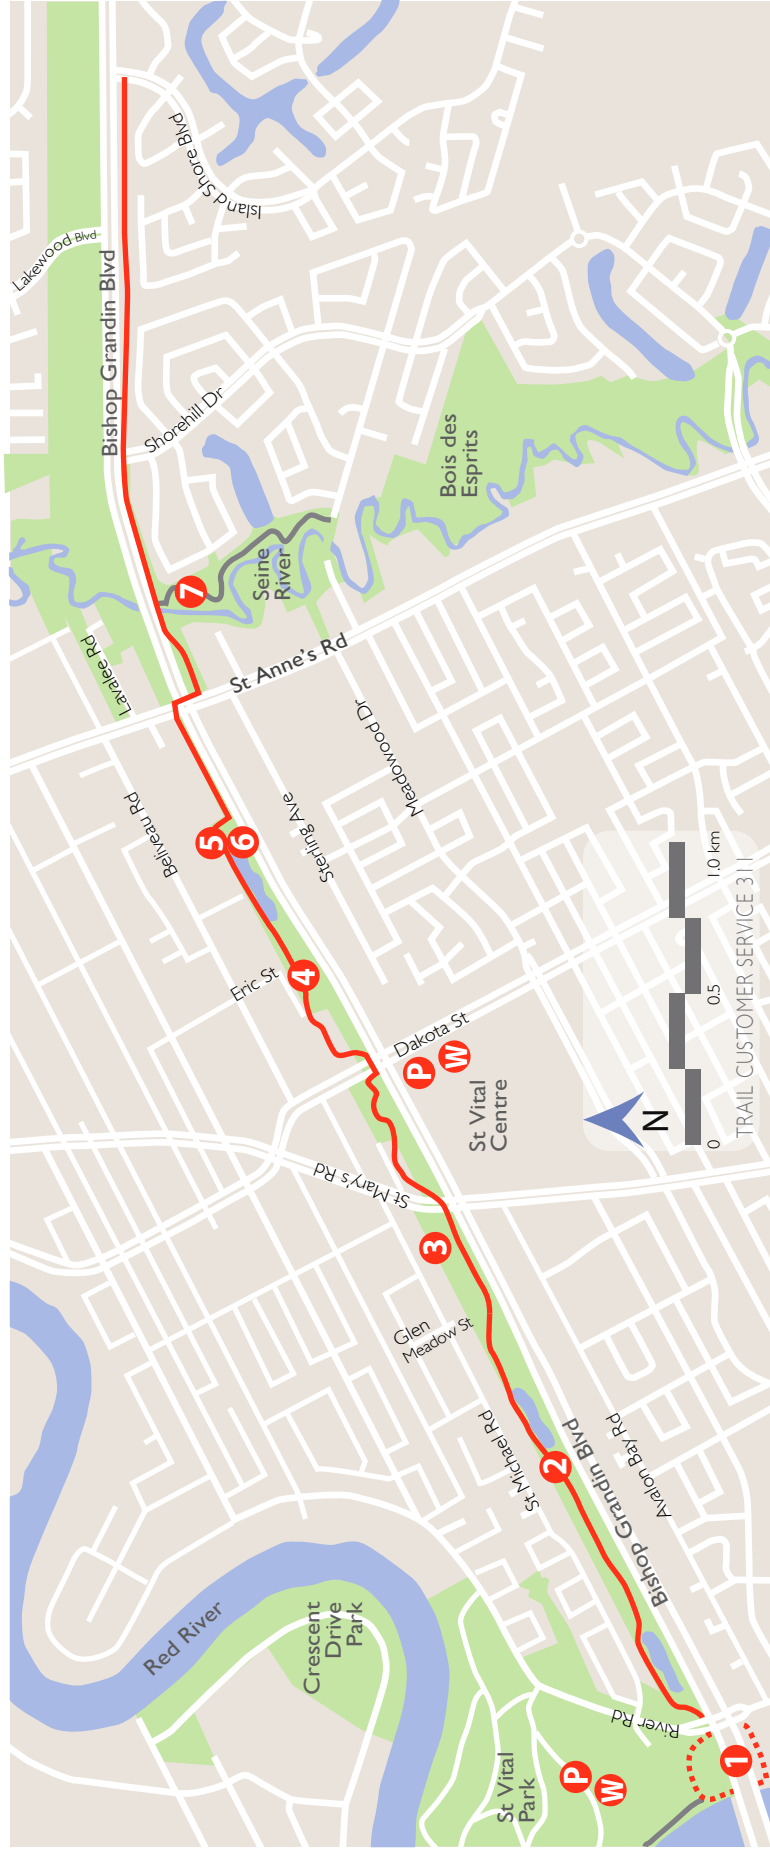 Lakewood Blvd
Bishop Grandin Blvd
Island Shore Blvd
Shorehill Dr
Bois des
Esprits
Seine
River
7
Lavalee Rd
St Anne's Rd
Meadowood Dr
Beliveau Rd
Sterling Ave
5
6
Eric St
4
Dakota St
P
W
St Vital
Centre
St Mary's Rd
3
Glen
Meadow St
St Michael Rd
2
Bishop Grandin Blvd
Avalon Bay Rd
Red River
Crescent
Drive
Park
River Rd
St Vital
Park
P
W
1
N
0
0.5
1.0 km
TRAIL CUSTOMER SERVICE 311